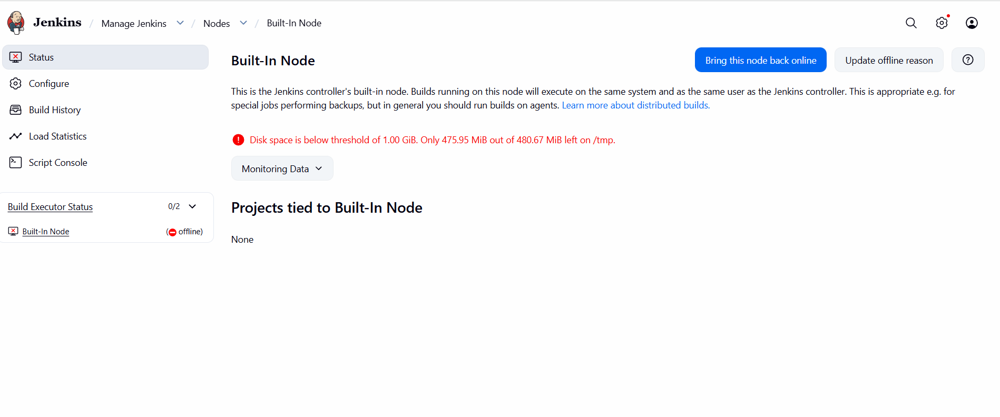 Jenkins / Manage Jenkins / Nodes / Built-In Node
Status
Configure
Build History
Load Statistics
Script Console
Build Executor Status 0/2
Built-In Node (offline)
Built-In Node
Bring this node back online
Update offline reason
This is the Jenkins controller's built-in node. Builds running on this node will execute on the same system and as the same user as the Jenkins controller. This is appropriate e.g. for
special jobs performing backups, but in general you should run builds on agents. Learn more about distributed builds.
Disk space is below threshold of 1.00 GiB. Only 475.95 MiB out of 480.67 MiB left on /tmp.
Monitoring Data
Projects tied to Built-In Node
None